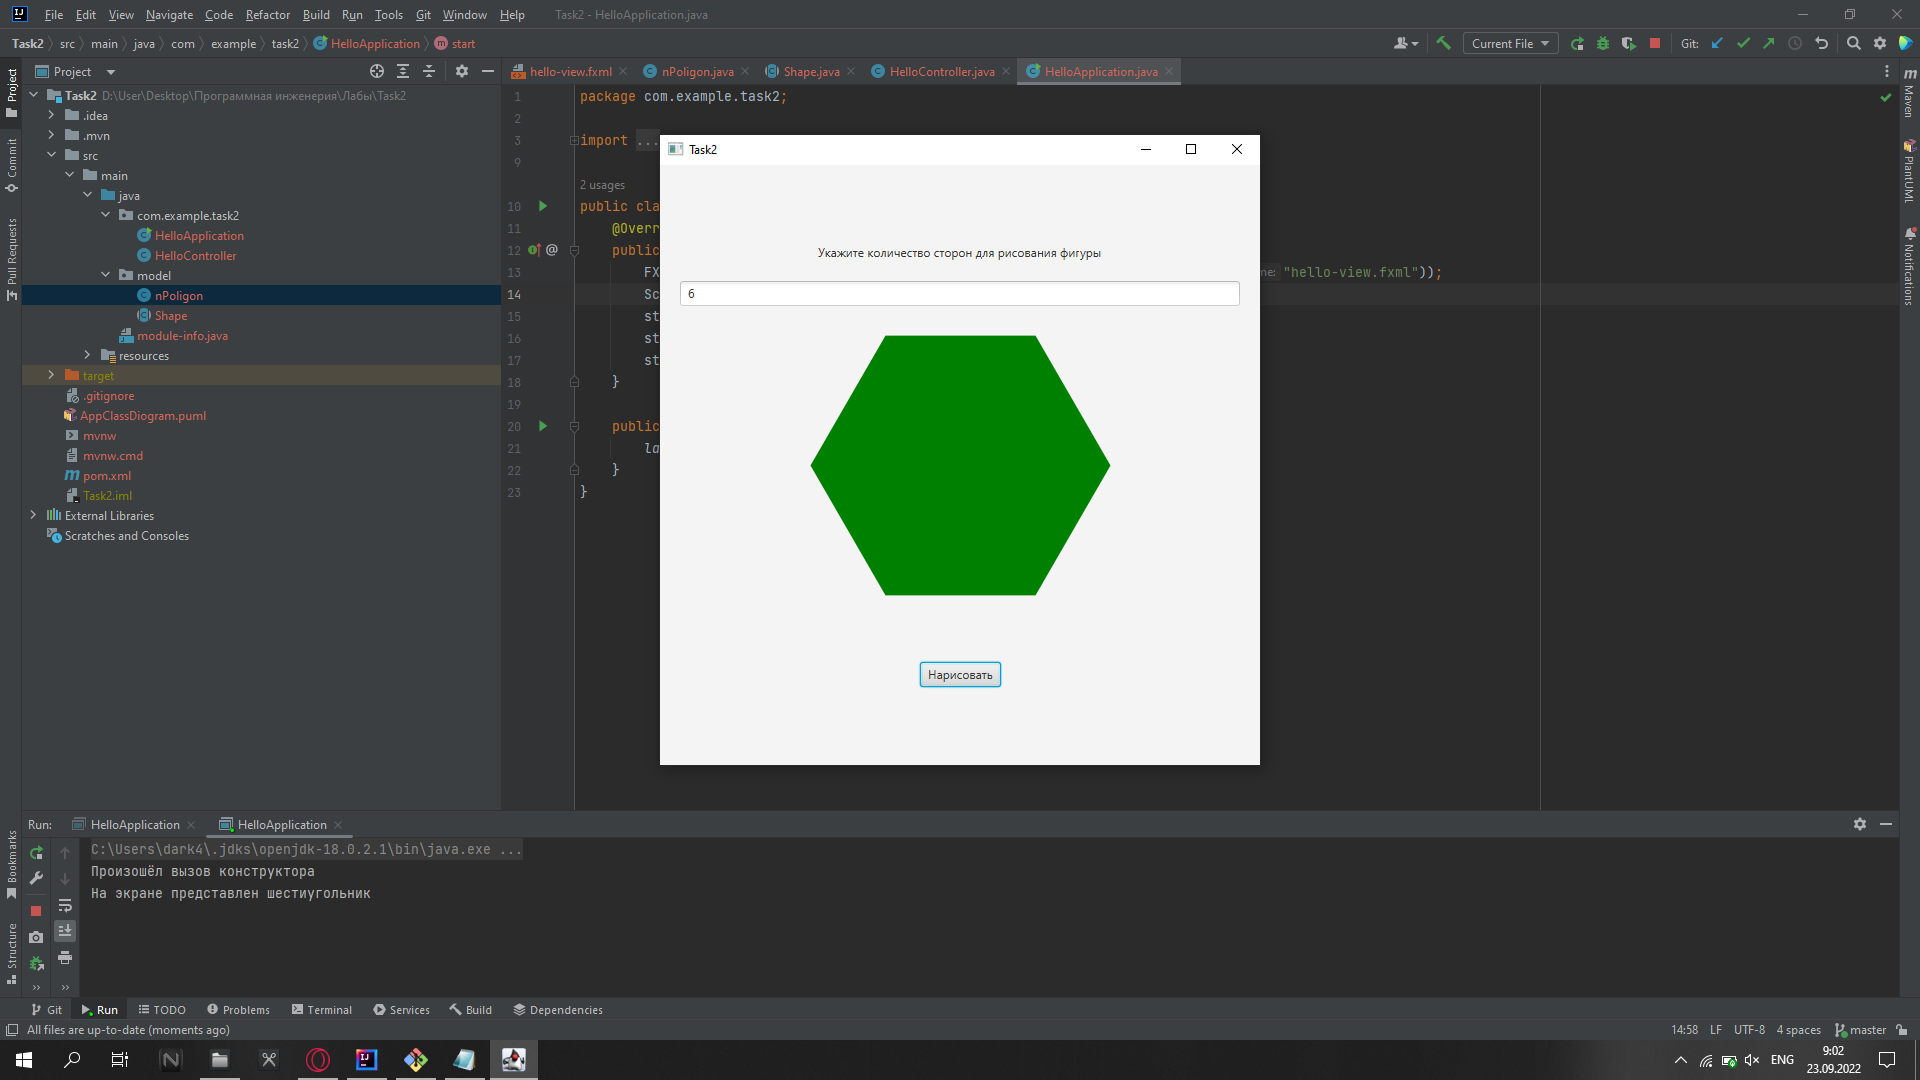 File Edit View Navigate Code Refactor Build Run Tools Git Window Help Task2 - HelloApplication.java
Task2 src main java com example task2 HelloApplication start
Current File Git:
Project
hello-view.fxml nPoligon.java Shape.java HelloController.java HelloApplication.java
Task2 D:\User\Desktop\Программная инженерия\Лабы\Task2
.idea
.mvn
src
main
java
com.example.task2
HelloApplication
HelloController
model
nPoligon
Shape
module-info.java
resources
target
.gitignore
AppClassDiogram.puml
mvnw
mvnw.cmd
pom.xml
Task2.iml
External Libraries
Scratches and Consoles
Project
Commit
Pull Requests
Bookmarks
Structure
1 package com.example.task2;
2
3 import ...
9
2 usages
10 public cla
11 @Overr
12 public
13 FX ne: "hello-view.fxml"));
14 Sc
15 st
16 st
17 st
18 }
19
20 public
21 la
22 }
23 }
Task2
Укажите количество сторон для рисования фигуры
6
Нарисовать
Maven
PlantUML
Notifications
Run: HelloApplication HelloApplication
C:\Users\dark4\.jdks\openjdk-18.0.2.1\bin\java.exe ...
Произошёл вызов конструктора
На экране представлен шестиугольник
Git Run TODO Problems Terminal Services Build Dependencies
All files are up-to-date (moments ago) 14:58 LF UTF-8 4 spaces master
ENG 9:02
23.09.2022